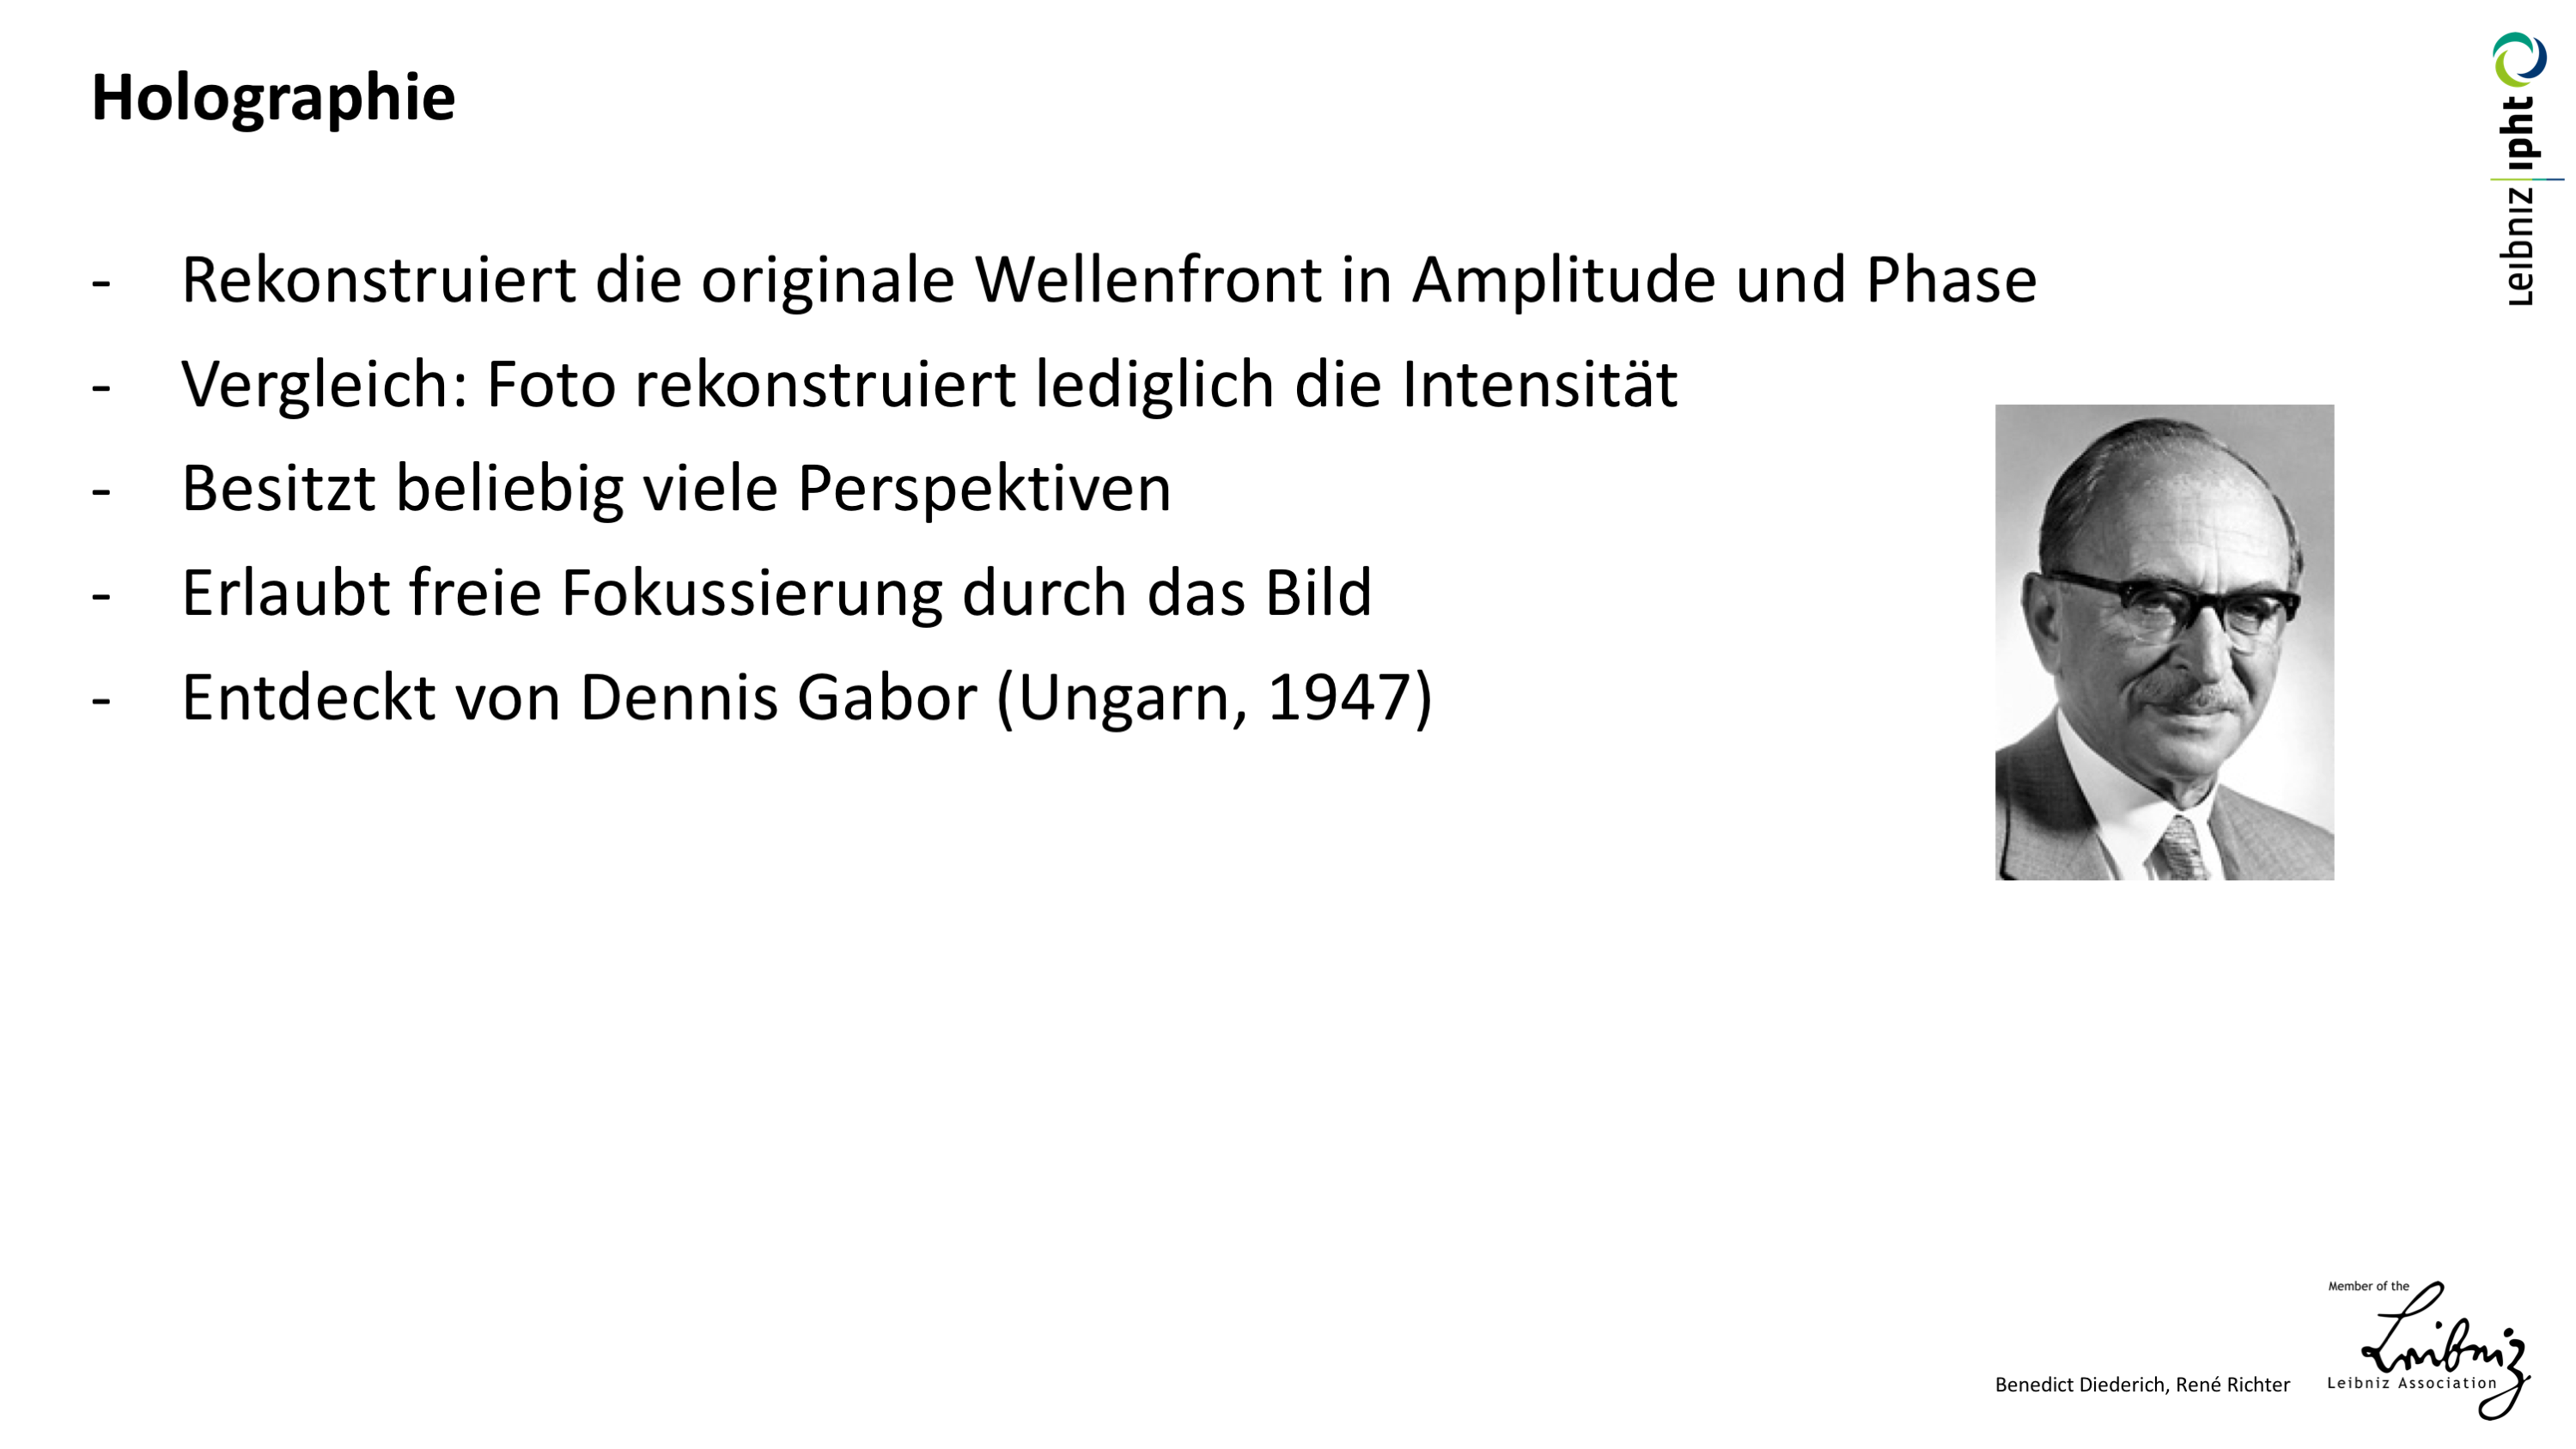 Holographie
- Rekonstruiert die originale Wellenfront in Amplitude und Phase
- Vergleich: Foto rekonstruiert lediglich die Intensität
- Besitzt beliebig viele Perspektiven
- Erlaubt freie Fokussierung durch das Bild
- Entdeckt von Dennis Gabor (Ungarn, 1947)
Leibniz ipht
Benedict Diederich, René Richter
Member of the
Leibniz
Leibniz Association